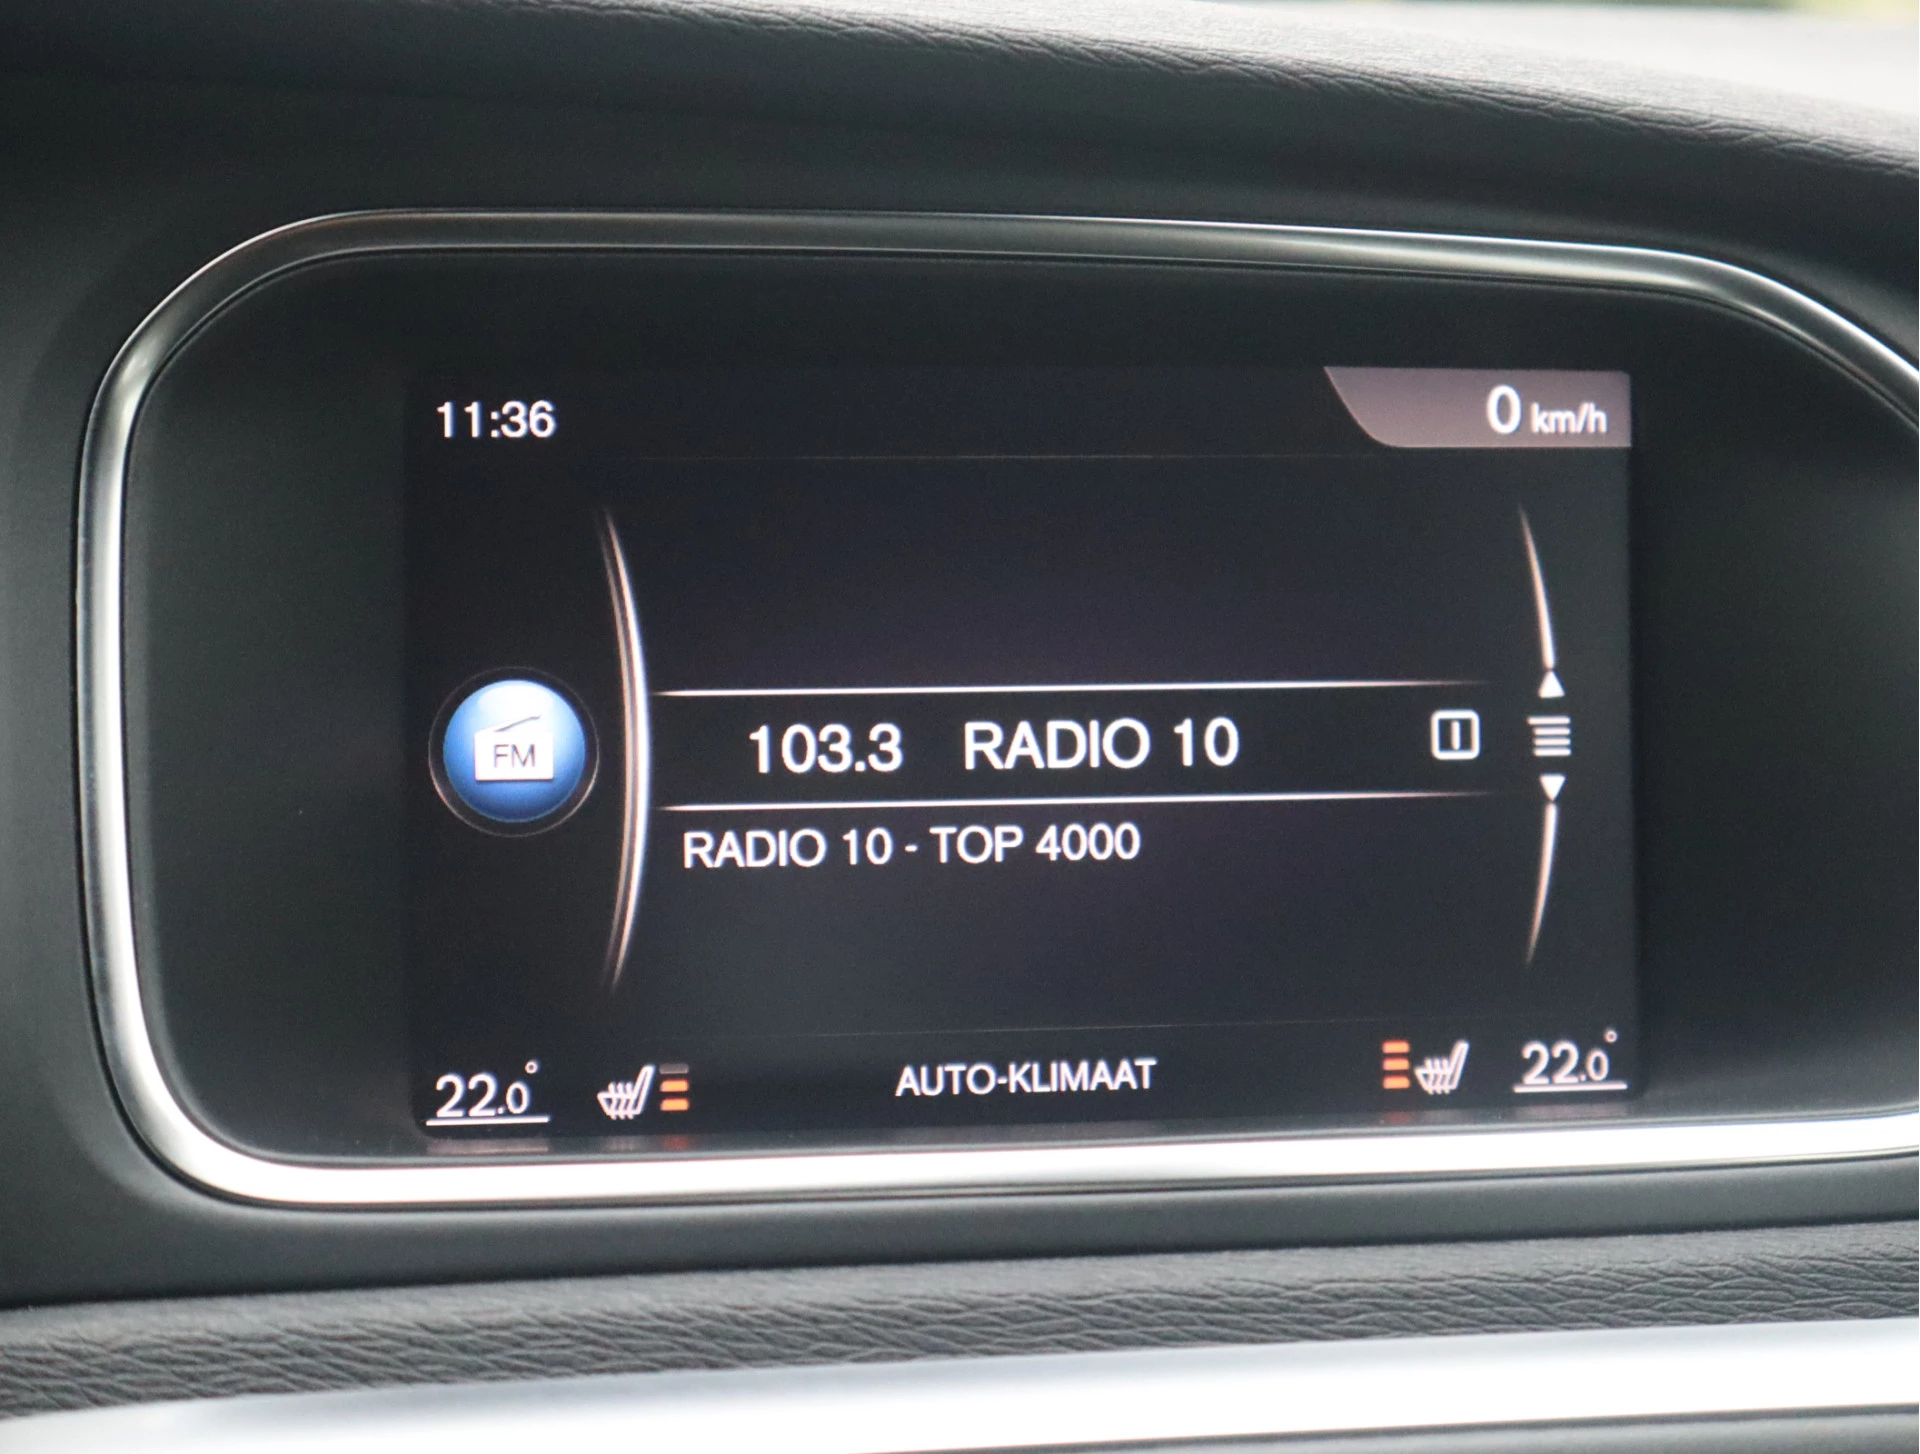 11:36
0 km/h
FM
103.3 RADIO 10
RADIO 10 - TOP 4000
22.0°
AUTO-KLIMAAT
22.0°